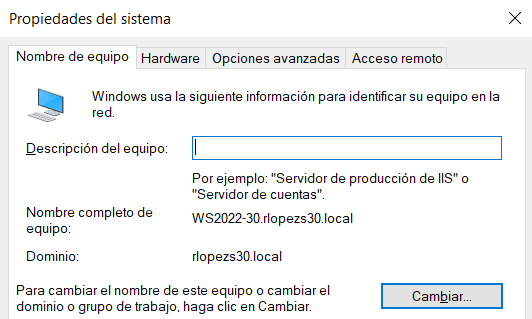 Propiedades del sistema
Nombre de equipo Hardware Opciones avanzadas Acceso remoto
Windows usa la siguiente información para identificar su equipo en la
red.
Descripción del equipo:
Por ejemplo: "Servidor de producción de IIS" o
"Servidor de cuentas".
Nombre completo de
equipo:
WS2022-30.rlopezs30.local
Dominio:
rlopezs30.local
Para cambiar el nombre de este equipo o cambiar el
dominio o grupo de trabajo, haga clic en Cambiar.
Cambiar...